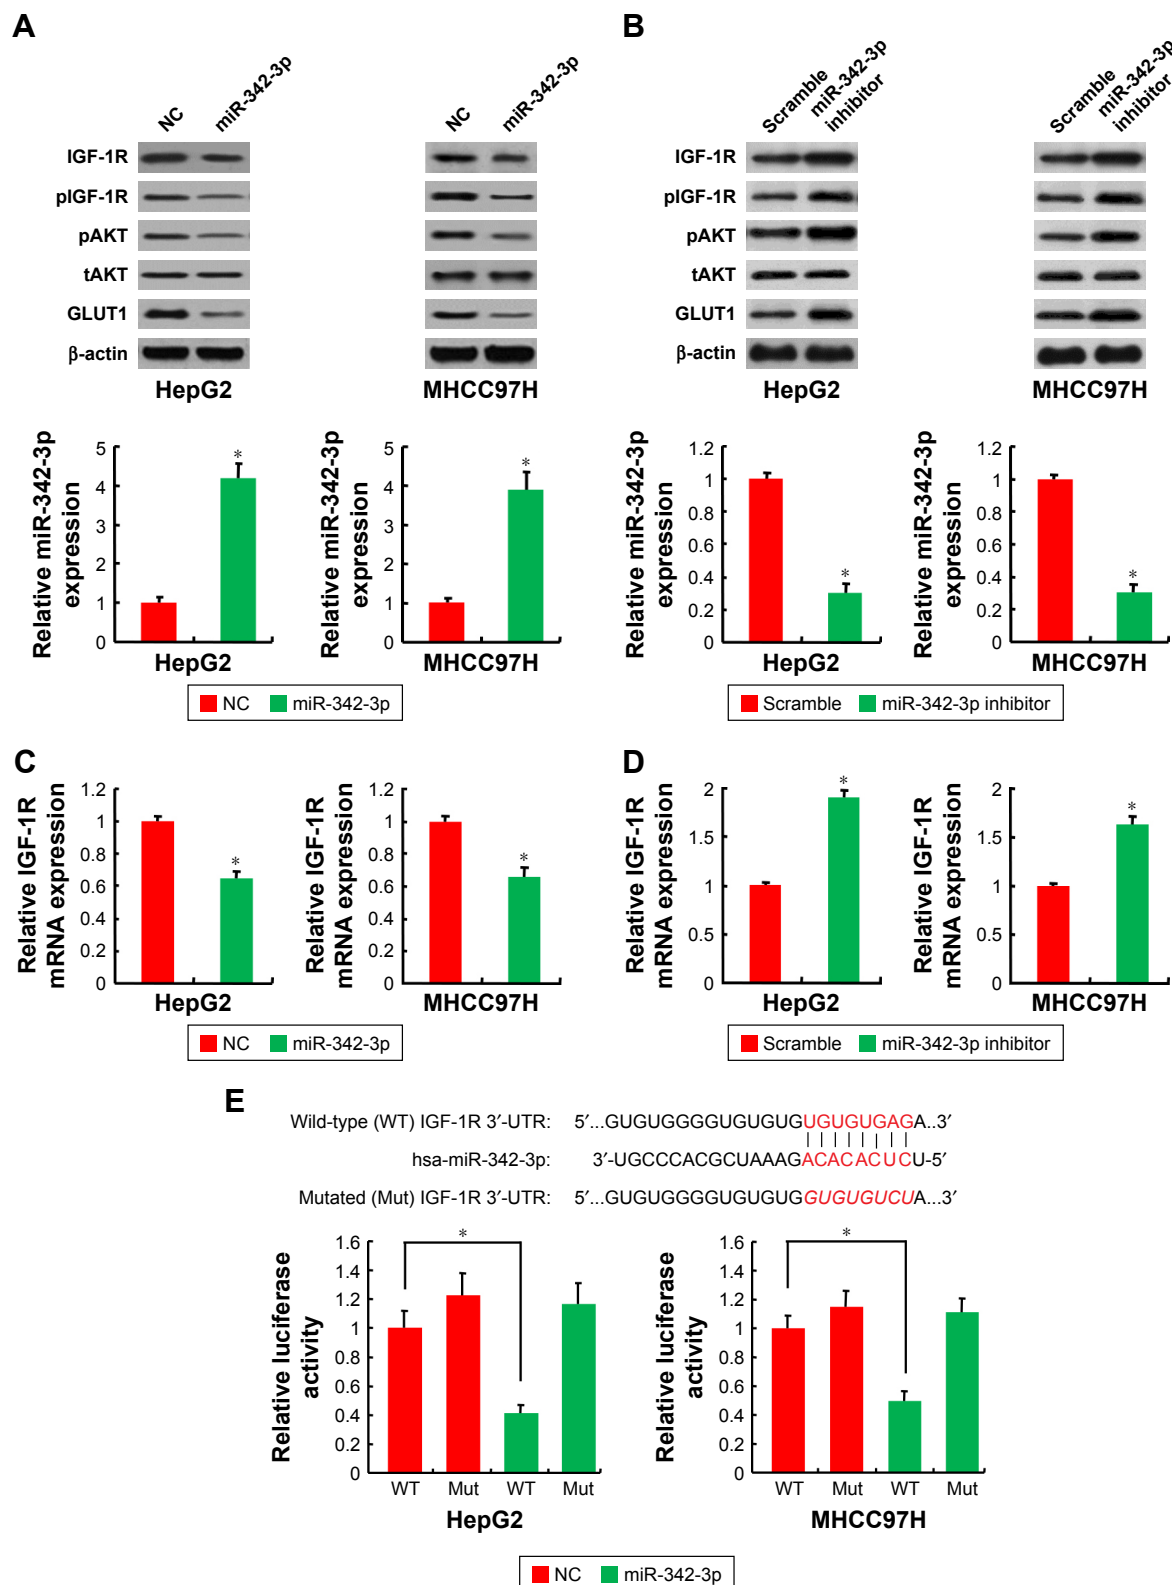 A
NC
miR-342-3p
NC
miR-342-3p
IGF-1R
pIGF-1R
pAKT
tAKT
GLUT1
β-actin
HepG2
MHCC97H
Relative miR-342-3p
expression
5
4
3
2
1
0
HepG2
Relative miR-342-3p
expression
5
4
3
2
1
0
MHCC97H
*
*
NC
miR-342-3p
B
Scramble
miR-342-3p
inhibitor
Scramble
miR-342-3p
inhibitor
IGF-1R
pIGF-1R
pAKT
tAKT
GLUT1
β-actin
HepG2
MHCC97H
Relative miR-342-3p
expression
1.2
1
0.8
0.6
0.4
0.2
0
HepG2
Relative miR-342-3p
expression
1.2
1
0.8
0.6
0.4
0.2
0
MHCC97H
*
*
Scramble
miR-342-3p inhibitor
C
Relative IGF-1R
mRNA expression
1.2
1
0.8
0.6
0.4
0.2
0
HepG2
Relative IGF-1R
mRNA expression
1.2
1
0.8
0.6
0.4
0.2
0
MHCC97H
*
*
NC
miR-342-3p
D
Relative IGF-1R
mRNA expression
2
1.5
1
0.5
0
HepG2
Relative IGF-1R
mRNA expression
2
1.5
1
0.5
0
MHCC97H
*
*
Scramble
miR-342-3p inhibitor
E
Wild-type (WT) IGF-1R 3′-UTR: 5′...GUGUGGGGUGUGUGUGUGUGAGA..3′
hsa-miR-342-3p: 3′-UGCCCACGCUAAAGACACACUCU-5′
Mutated (Mut) IGF-1R 3′-UTR: 5′...GUGUGGGGUGUGUGGUGUGUCUA...3′
Relative luciferase
activity
1.6
1.4
1.2
1
0.8
0.6
0.4
0.2
0
*
WT
Mut
WT
Mut
HepG2
Relative luciferase
activity
1.6
1.4
1.2
1
0.8
0.6
0.4
0.2
0
*
WT
Mut
WT
Mut
MHCC97H
NC
miR-342-3p